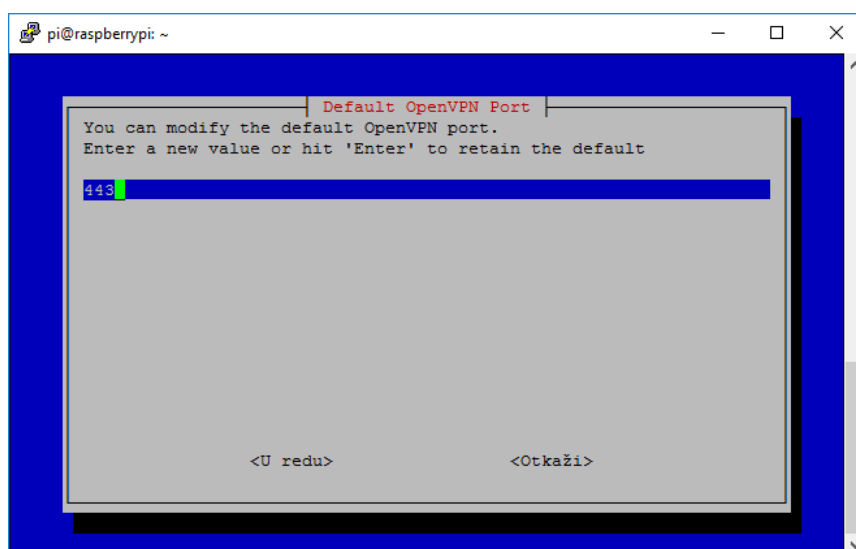 pi@raspberrypi: ~
Default OpenVPN Port
You can modify the default OpenVPN port.
Enter a new value or hit 'Enter' to retain the default
443
<U redu> <Otkaži>